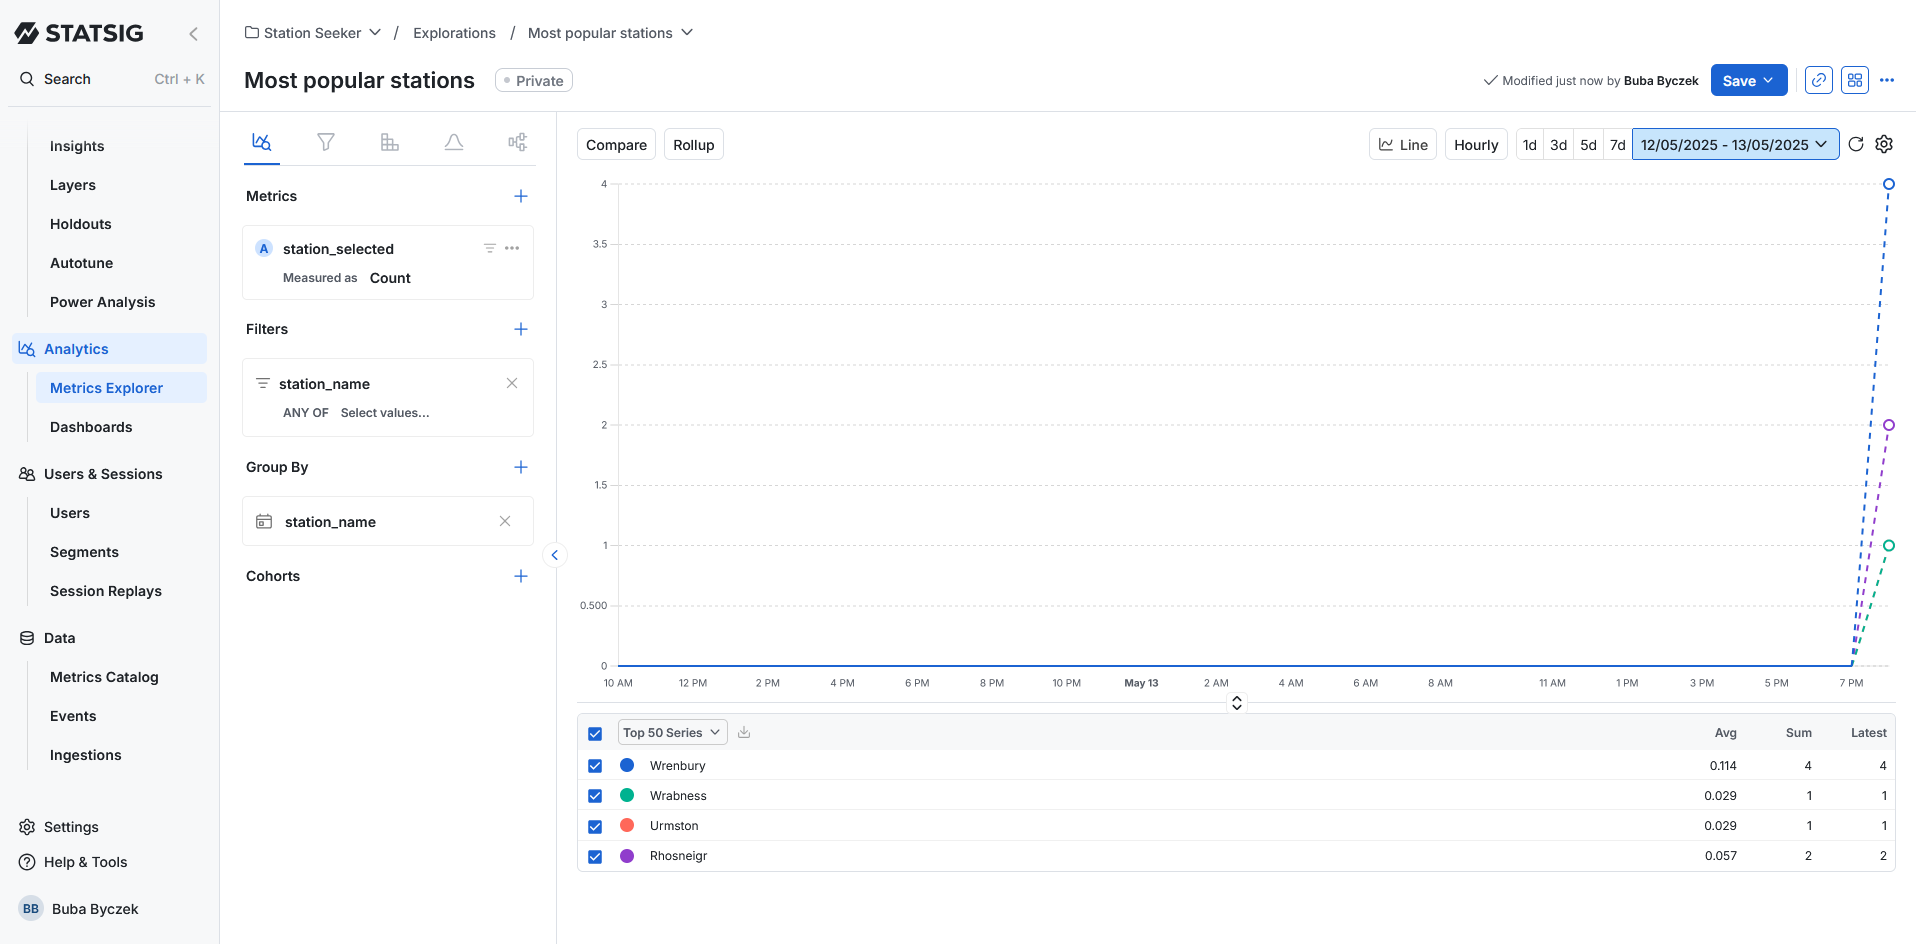 STATSIG
Search Ctrl + K
Insights
Layers
Holdouts
Autotune
Power Analysis
Analytics
Metrics Explorer
Dashboards
Users & Sessions
Users
Segments
Session Replays
Data
Metrics Catalog
Events
Ingestions
Settings
Help & Tools
BB Buba Byczek
Station Seeker / Explorations / Most popular stations
Most popular stations Private
Modified just now by Buba Byczek Save
Metrics
A station_selected
Measured as Count
Filters
station_name
ANY OF Select values...
Group By
station_name
Cohorts
Compare Rollup Line Hourly 1d 3d 5d 7d 12/05/2025 - 13/05/2025
4
3.5
3
2.5
2
1.5
1
0.500
0
10 AM 12 PM 2 PM 4 PM 6 PM 8 PM 10 PM May 13 2 AM 4 AM 6 AM 8 AM 11 AM 1 PM 3 PM 5 PM 7 PM
Top 50 Series Avg Sum Latest
Wrenbury 0.114 4 4
Wrabness 0.029 1 1
Urmston 0.029 1 1
Rhosneigr 0.057 2 2